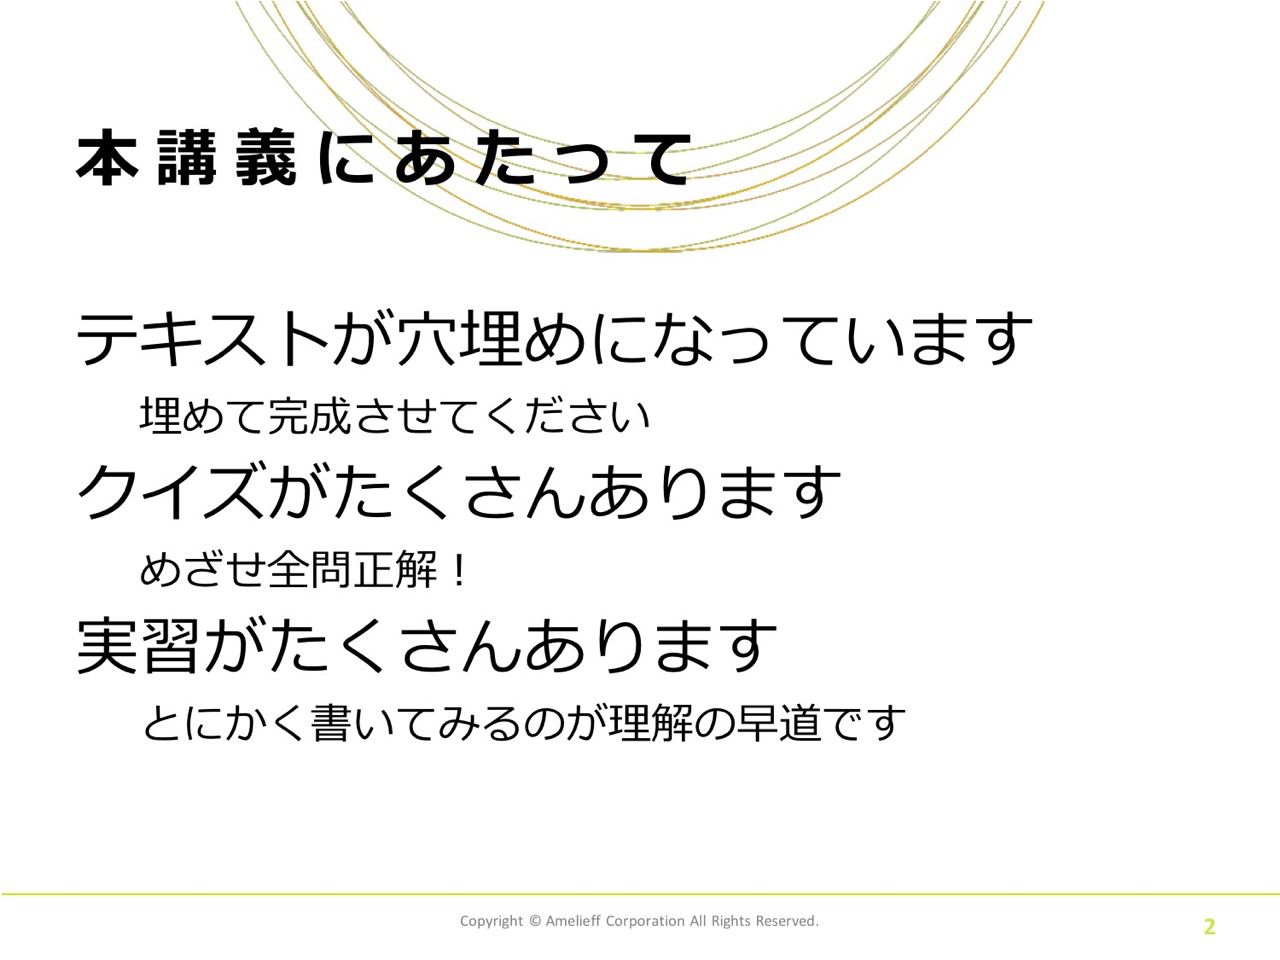 本講義にあたって
テキストが穴埋めになっています
埋めて完成させてください
クイズがたくさんあります
めざせ全問正解！
実習がたくさんあります
とにかく書いてみるのが理解の早道です
Copyright © Amelieff Corporation All Rights Reserved.
2